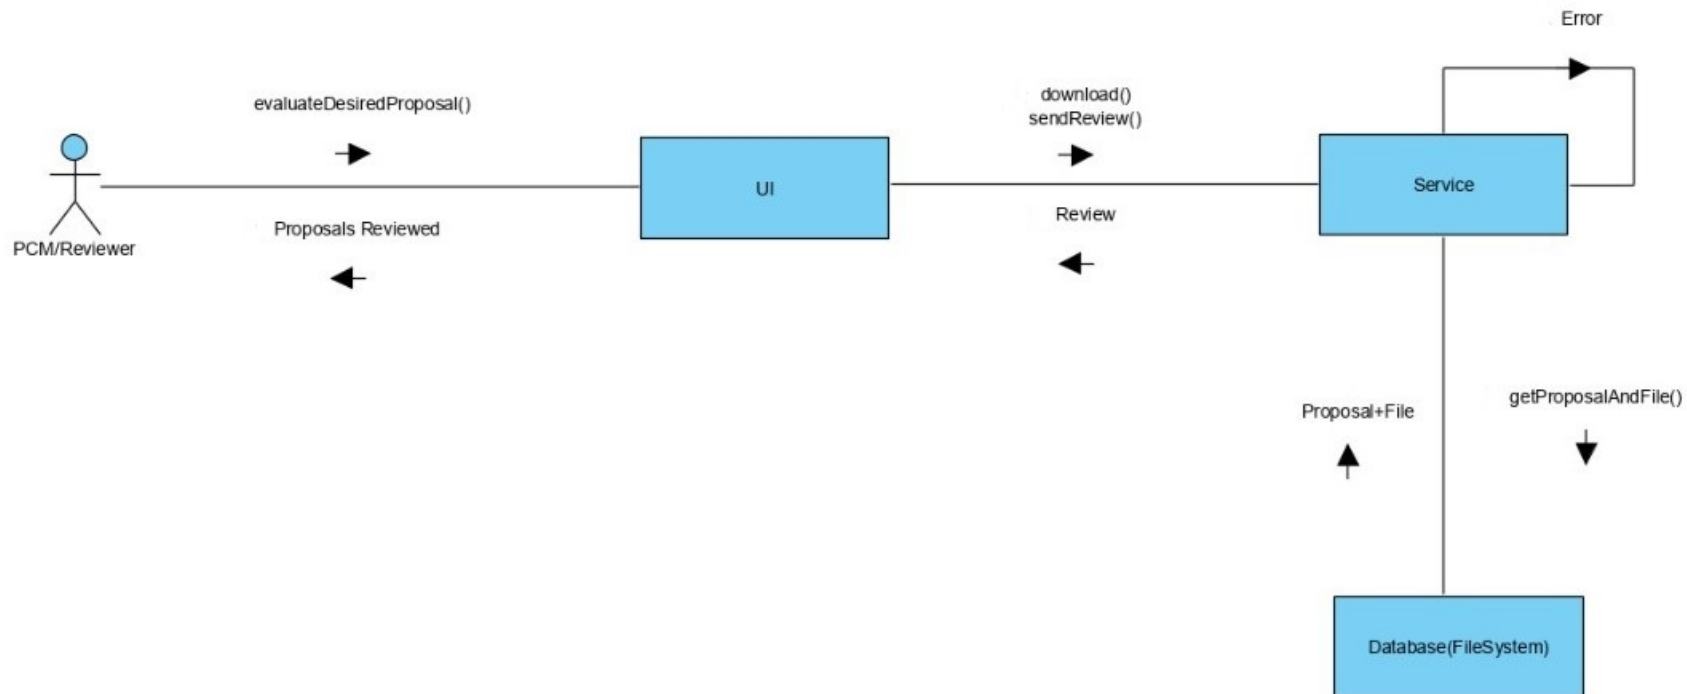 Error
evaluateDesiredProposal()
download()
sendReview()
UI
Service
Proposals Reviewed
Review
PCM/Reviewer
Proposal+File
getProposalAndFile()
Database(FileSystem)